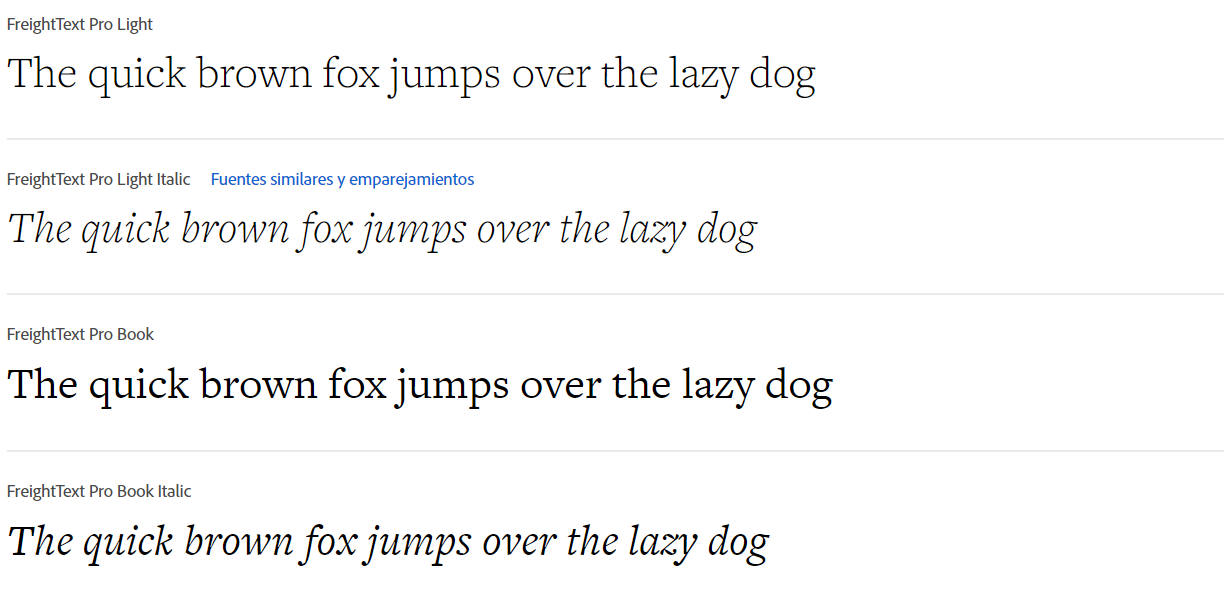 FreightText Pro Light
The quick brown fox jumps over the lazy dog
FreightText Pro Light Italic Fuentes similares y emparejamientos
The quick brown fox jumps over the lazy dog
FreightText Pro Book
The quick brown fox jumps over the lazy dog
FreightText Pro Book Italic
The quick brown fox jumps over the lazy dog